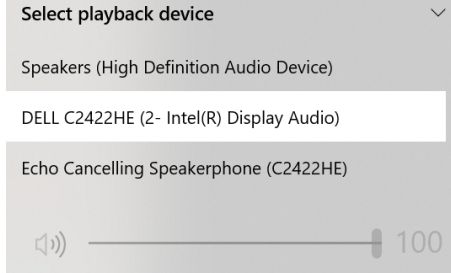 Select playback device
Speakers (High Definition Audio Device)
DELL C2422HE (2- Intel(R) Display Audio)
Echo Cancelling Speakerphone (C2422HE)
100